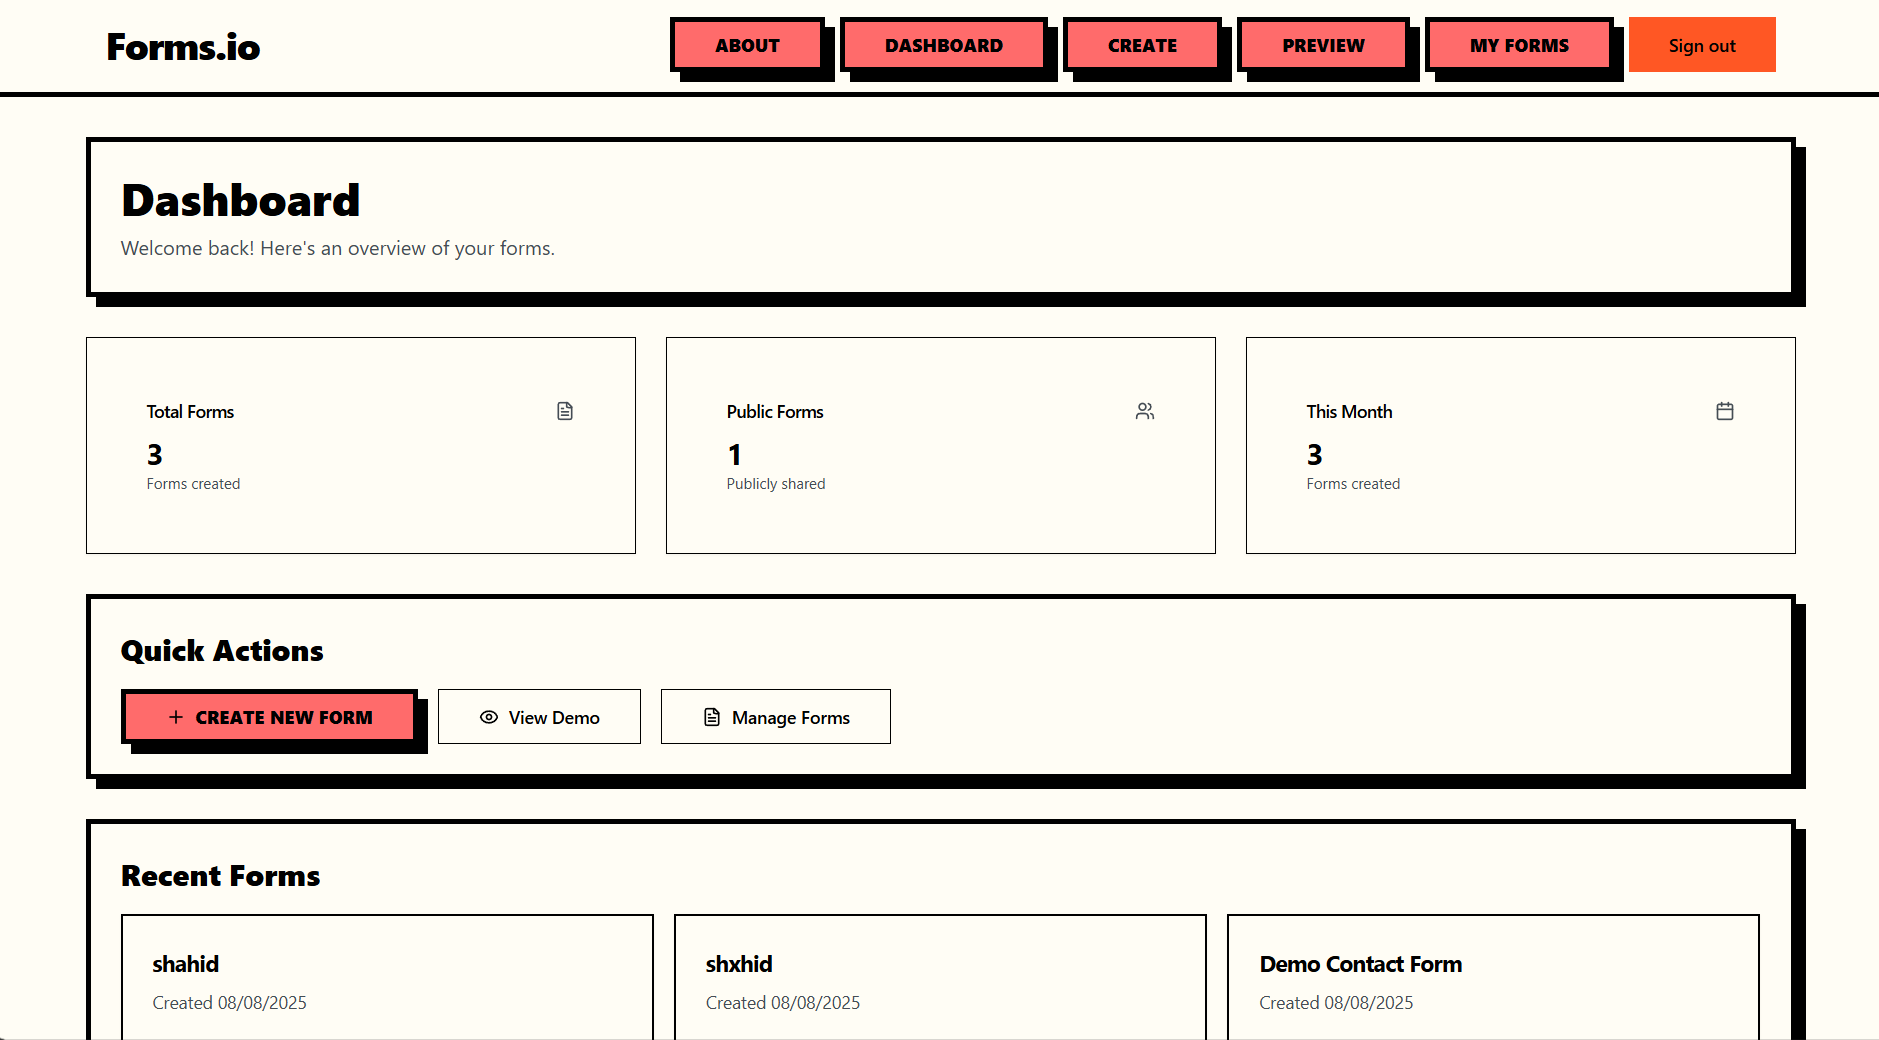 Forms.io
ABOUT
DASHBOARD
CREATE
PREVIEW
MY FORMS
Sign out
Dashboard
Welcome back! Here's an overview of your forms.
Total Forms
3
Forms created
Public Forms
1
Publicly shared
This Month
3
Forms created
Quick Actions
CREATE NEW FORM
View Demo
Manage Forms
Recent Forms
shahid
Created 08/08/2025
shxhid
Created 08/08/2025
Demo Contact Form
Created 08/08/2025